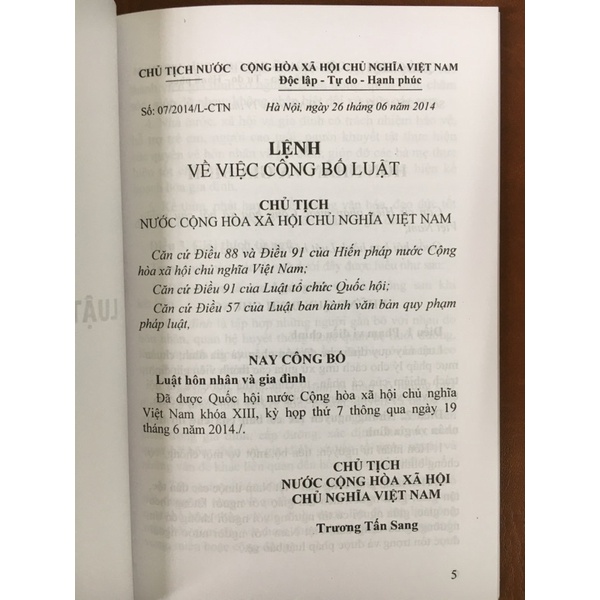 CHỦ TỊCH NƯỚC CỘNG HÒA XÃ HỘI CHỦ NGHĨA VIỆT NAM
Độc lập - Tự do - Hạnh phúc
Số: 07/2014/L-CTN Hà Nội, ngày 26 tháng 06 năm 2014
LỆNH
VỀ VIỆC CÔNG BỐ LUẬT
CHỦ TỊCH
NƯỚC CỘNG HÒA XÃ HỘI CHỦ NGHĨA VIỆT NAM
Căn cứ Điều 88 và Điều 91 của Hiến pháp nước Cộng
hòa xã hội chủ nghĩa Việt Nam;
Căn cứ Điều 91 của Luật tổ chức Quốc hội;
Căn cứ Điều 57 của Luật ban hành văn bản quy phạm
pháp luật,
NAY CÔNG BỐ
Luật hôn nhân và gia đình
Đã được Quốc hội nước Cộng hòa xã hội chủ nghĩa
Việt Nam khóa XIII, kỳ họp thứ 7 thông qua ngày 19
tháng 6 năm 2014./.
CHỦ TỊCH
NƯỚC CỘNG HÒA XÃ HỘI
CHỦ NGHĨA VIỆT NAM
Trương Tấn Sang
5